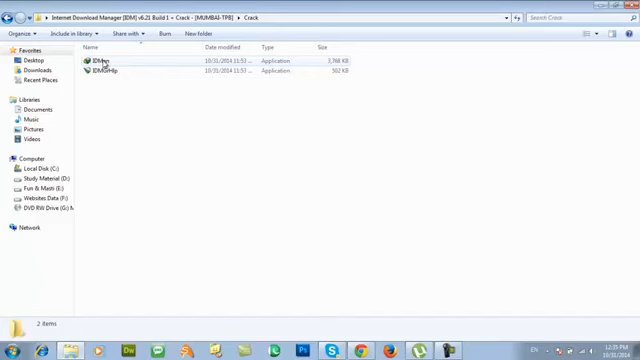 Internet Download Manager [IDM] v6.21 Build 1 + Crack - [MUMBAI-TPB] ▸ Crack
Organize Include in library Share with Burn New folder
Name Date modified Type Size
10/31/2014 11:53 ... Application 3,768 KB
IDMGrHlp 10/31/2014 11:53 ... Application 502 KB
Favorites
Desktop
Downloads
Recent Places
Libraries
Documents
Music
Pictures
Videos
Computer
Local Disk (C:)
Study Material (D:)
Fun & Masti (E:)
Websites Data (F:)
DVD RW Drive (G:) M
Network
2 items
Dw Ps S µ
EN
12:35 PM
10/31/2014